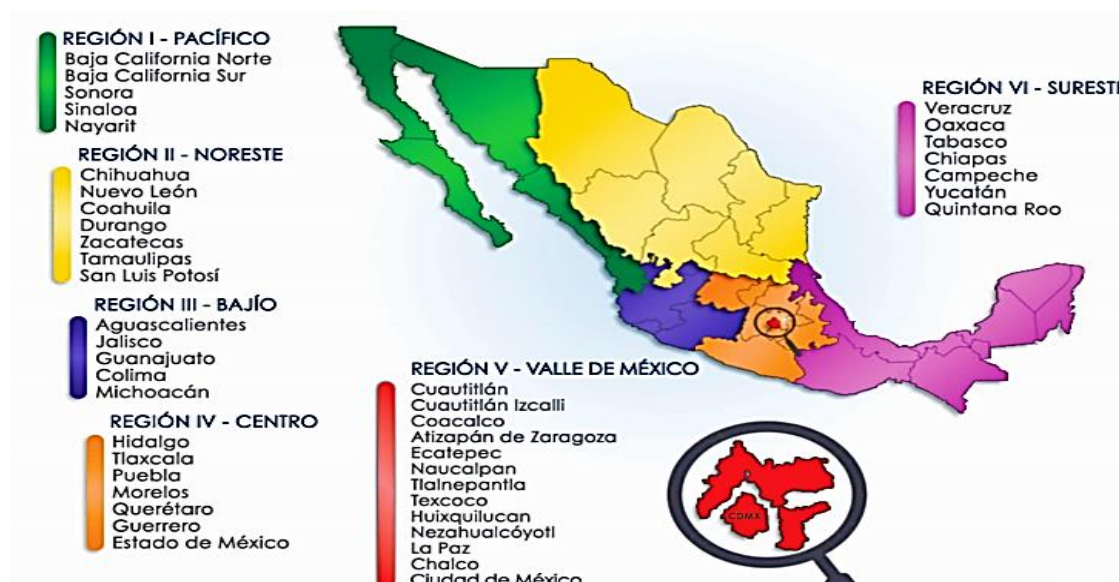 REGIÓN I - PACÍFICO
Baja California Norte
Baja California Sur
Sonora
Sinaloa
Nayarit
REGIÓN II - NORESTE
Chihuahua
Nuevo León
Coahuila
Durango
Zacatecas
Tamaulipas
San Luis Potosí
REGIÓN III - BAJÍO
Aguascalientes
Jalisco
Guanajuato
Colima
Michoacán
REGIÓN IV - CENTRO
Hidalgo
Tlaxcala
Puebla
Morelos
Querétaro
Guerrero
Estado de México
REGIÓN V - VALLE DE MÉXICO
Cuautitlán
Cuautitlán Izcalli
Coacalco
Atizapán de Zaragoza
Ecatepec
Naucalpan
Tlalnepantla
Texcoco
Huixquilucan
Nezahualcóyotl
La Paz
Chalco
Ciudad de México
CDMX
REGIÓN VI - SURESTE
Veracruz
Oaxaca
Tabasco
Chiapas
Campeche
Yucatán
Quintana Roo